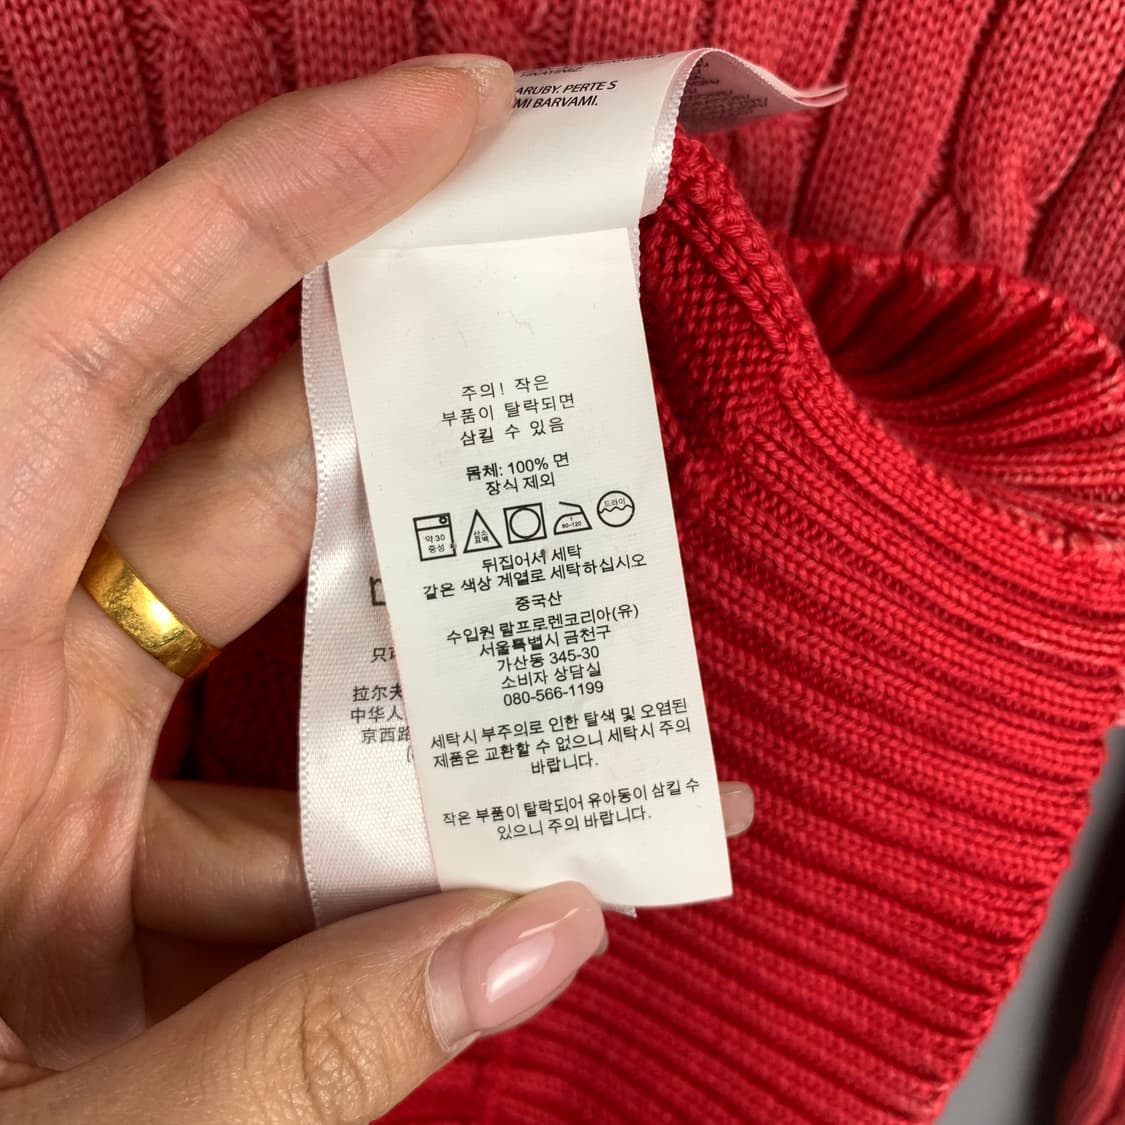 ARUBY. PERTE S
MI BARVAMI.
주의! 작은
부품이 탈락되면
삼킬 수 있음
몸체: 100% 면
장식 제외
약 30
중성
산소
표백
1
80~120
드라이
뒤집어서 세탁
같은 색상 계열로 세탁하십시오
중국산
수입원 랄프로렌코리아(유)
서울특별시 금천구
가산동 345-30
소비자 상담실
080-566-1199
세탁시 부주의로 인한 탈색 및 오염된
제품은 교환할 수 없으니 세탁시 주의
바랍니다.
작은 부품이 탈락되어 유아동이 삼킬 수
있으니 주의 바랍니다.
只
拉尔夫
中华人
京西路